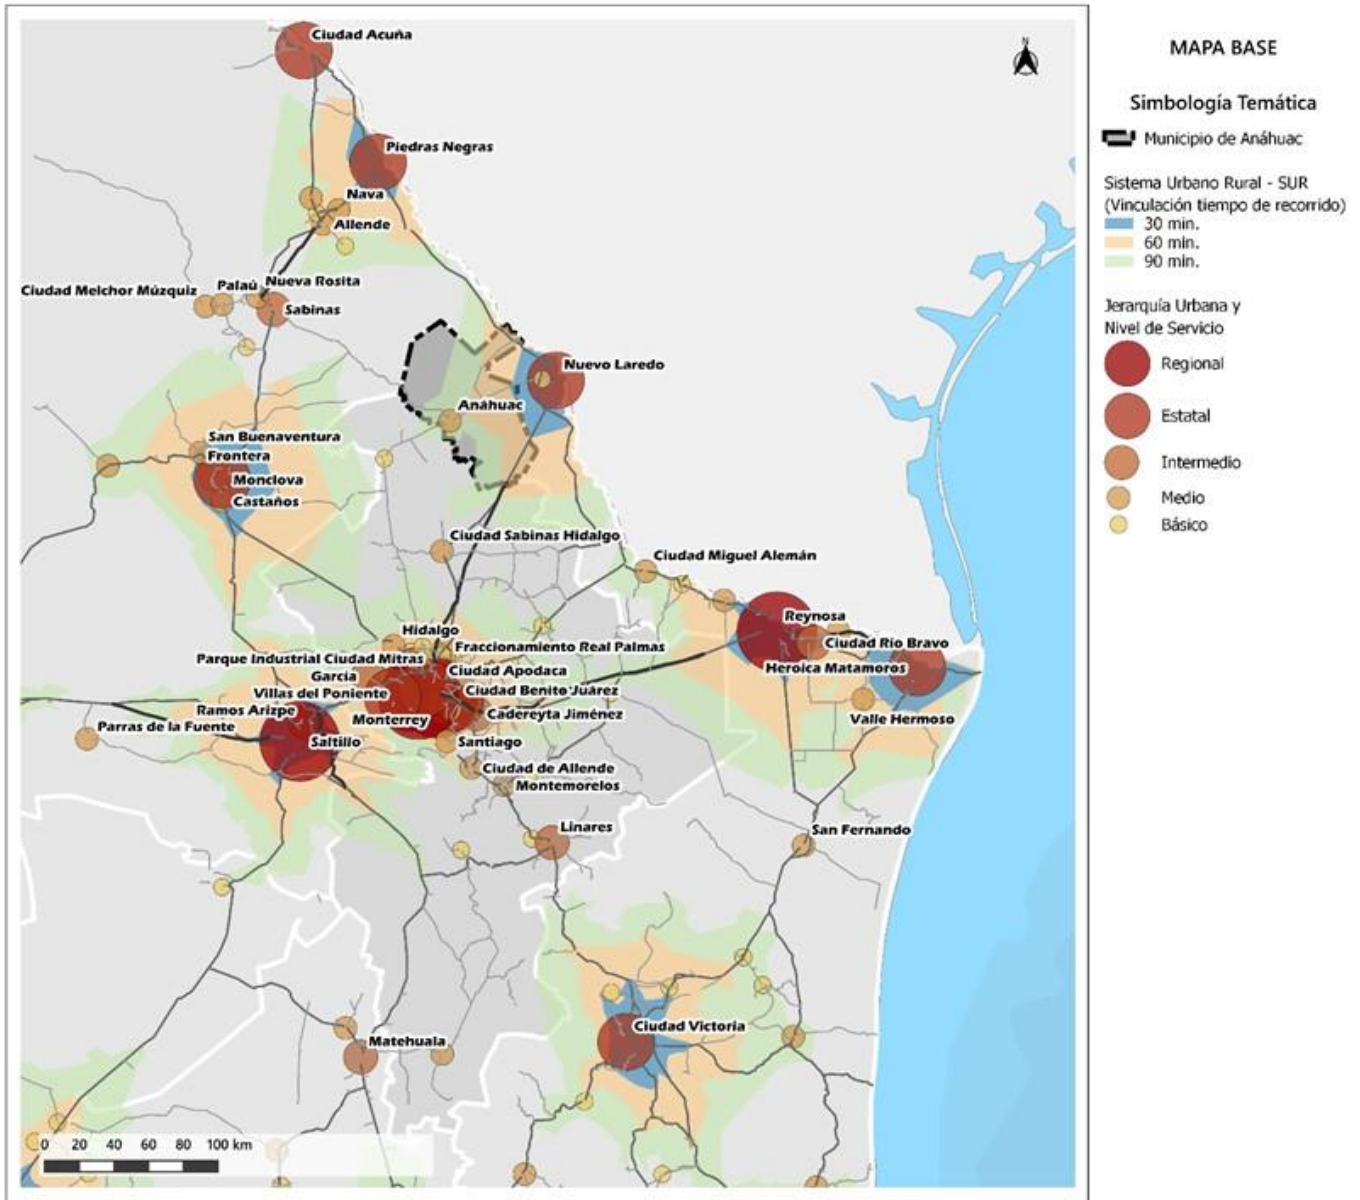 Ciudad Acuña
N
Piedras Negras
Nava
Allende
Ciudad Melchor Múzquiz
Palaú
Nueva Rosita
Sabinas
Nuevo Laredo
Anáhuac
San Buenaventura
Frontera
Monclova
Castaños
Ciudad Sabinas Hidalgo
Ciudad Miguel Alemán
Reynosa
Hidalgo
Ciudad Río Bravo
Fraccionamiento Real Palmas
Parque Industrial Ciudad Mitras
Heroica Matamoros
Ciudad Apodaca
García
Villas del Poniente
Ciudad Benito Juárez
Ramos Arizpe
Cadereyta Jiménez
Monterrey
Valle Hermoso
Parras de la Fuente
Saltillo
Santiago
Ciudad de Allende
Montemorelos
Linares
San Fernando
Ciudad Victoria
Matehuala
0 20 40 60 80 100 km
MAPA BASE
Simbología Temática
Municipio de Anáhuac
Sistema Urbano Rural - SUR
(Vinculación tiempo de recorrido)
30 min.
60 min.
90 min.
Jerarquía Urbana y
Nivel de Servicio
Regional
Estatal
Intermedio
Medio
Básico